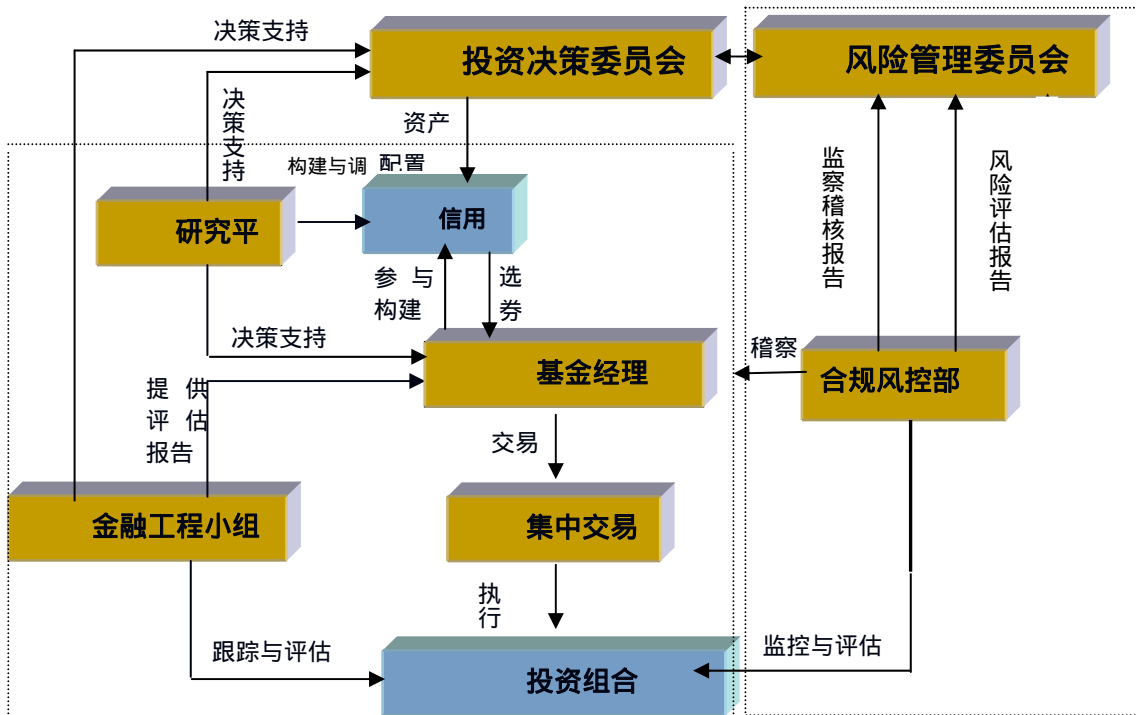 决策支持
投资决策委员会
风险管理委员会
决策支持
资产
配置
构建与调
监察稽核报告
风险评估报告
研究平
信用
参与
构建
选券
决策支持
基金经理
稽察
合规风控部
提供
评估
报告
交易
金融工程小组
集中交易
执行
跟踪与评估
监控与评估
投资组合